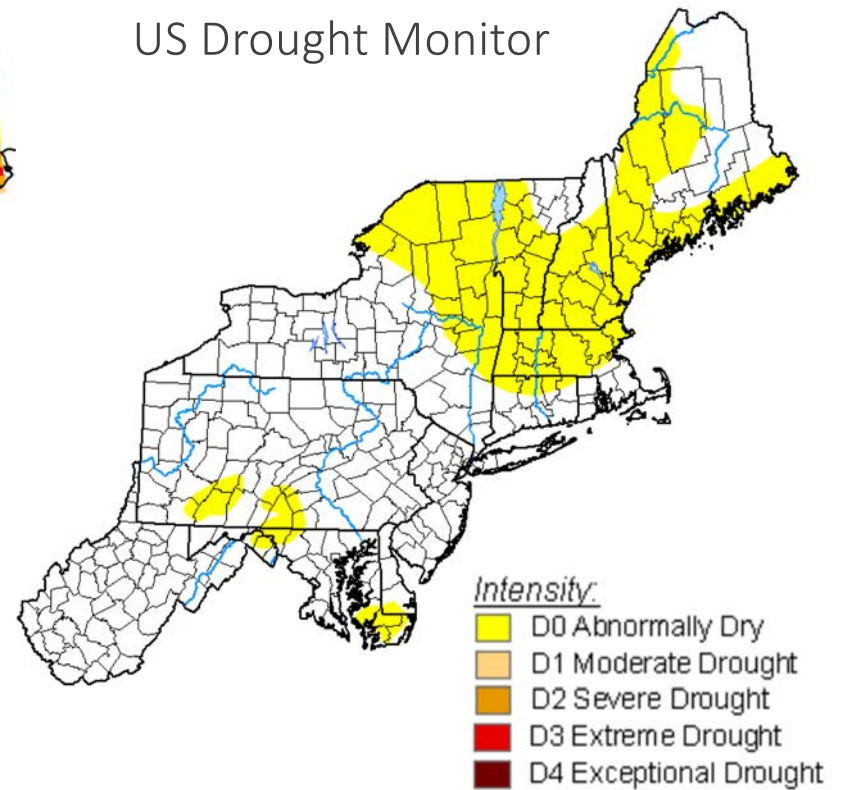 US Drought Monitor
Intensity:
D0 Abnormally Dry
D1 Moderate Drought
D2 Severe Drought
D3 Extreme Drought
D4 Exceptional Drought